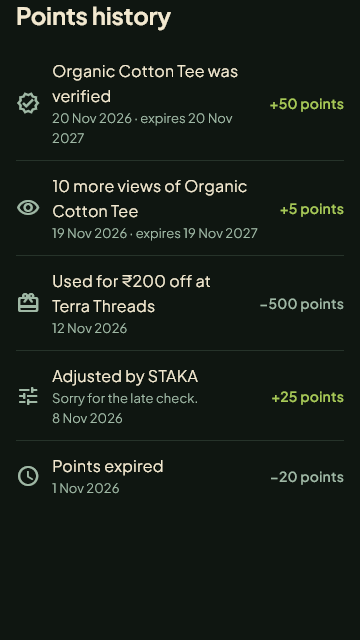 Points history
Organic Cotton Tee was
verified
20 Nov 2026 · expires 20 Nov
2027
+50 points
10 more views of Organic
Cotton Tee
19 Nov 2026 · expires 19 Nov 2027
+5 points
Used for ₹200 off at
Terra Threads
12 Nov 2026
−500 points
Adjusted by STAKA
Sorry for the late check.
8 Nov 2026
+25 points
Points expired
1 Nov 2026
−20 points